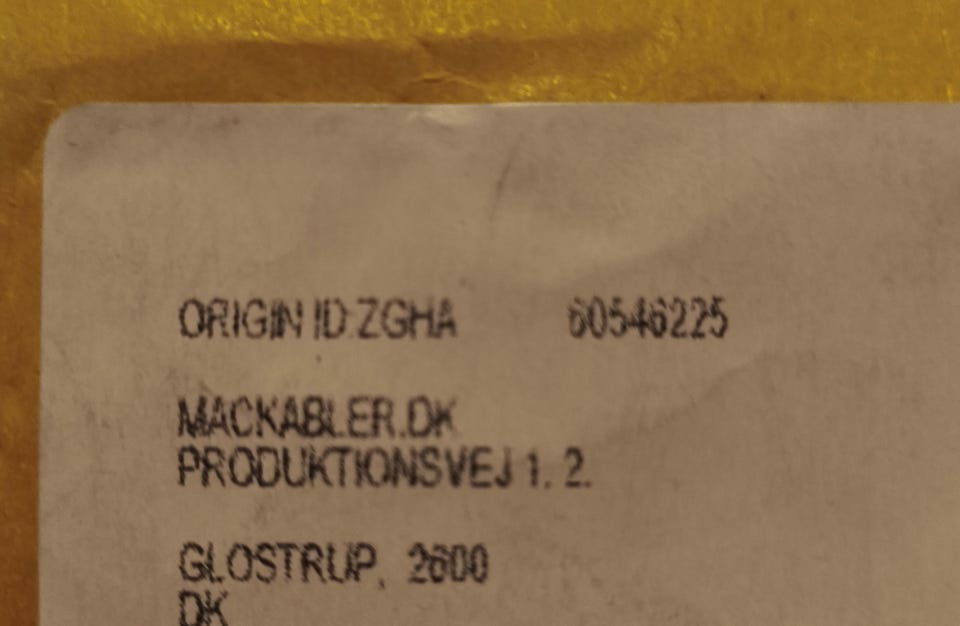 ORIGIN ID:ZGHA 60546225
MACKABLER.DK
PRODUKTIONSVEJ 1. 2.
GLOSTRUP, 2600
DK